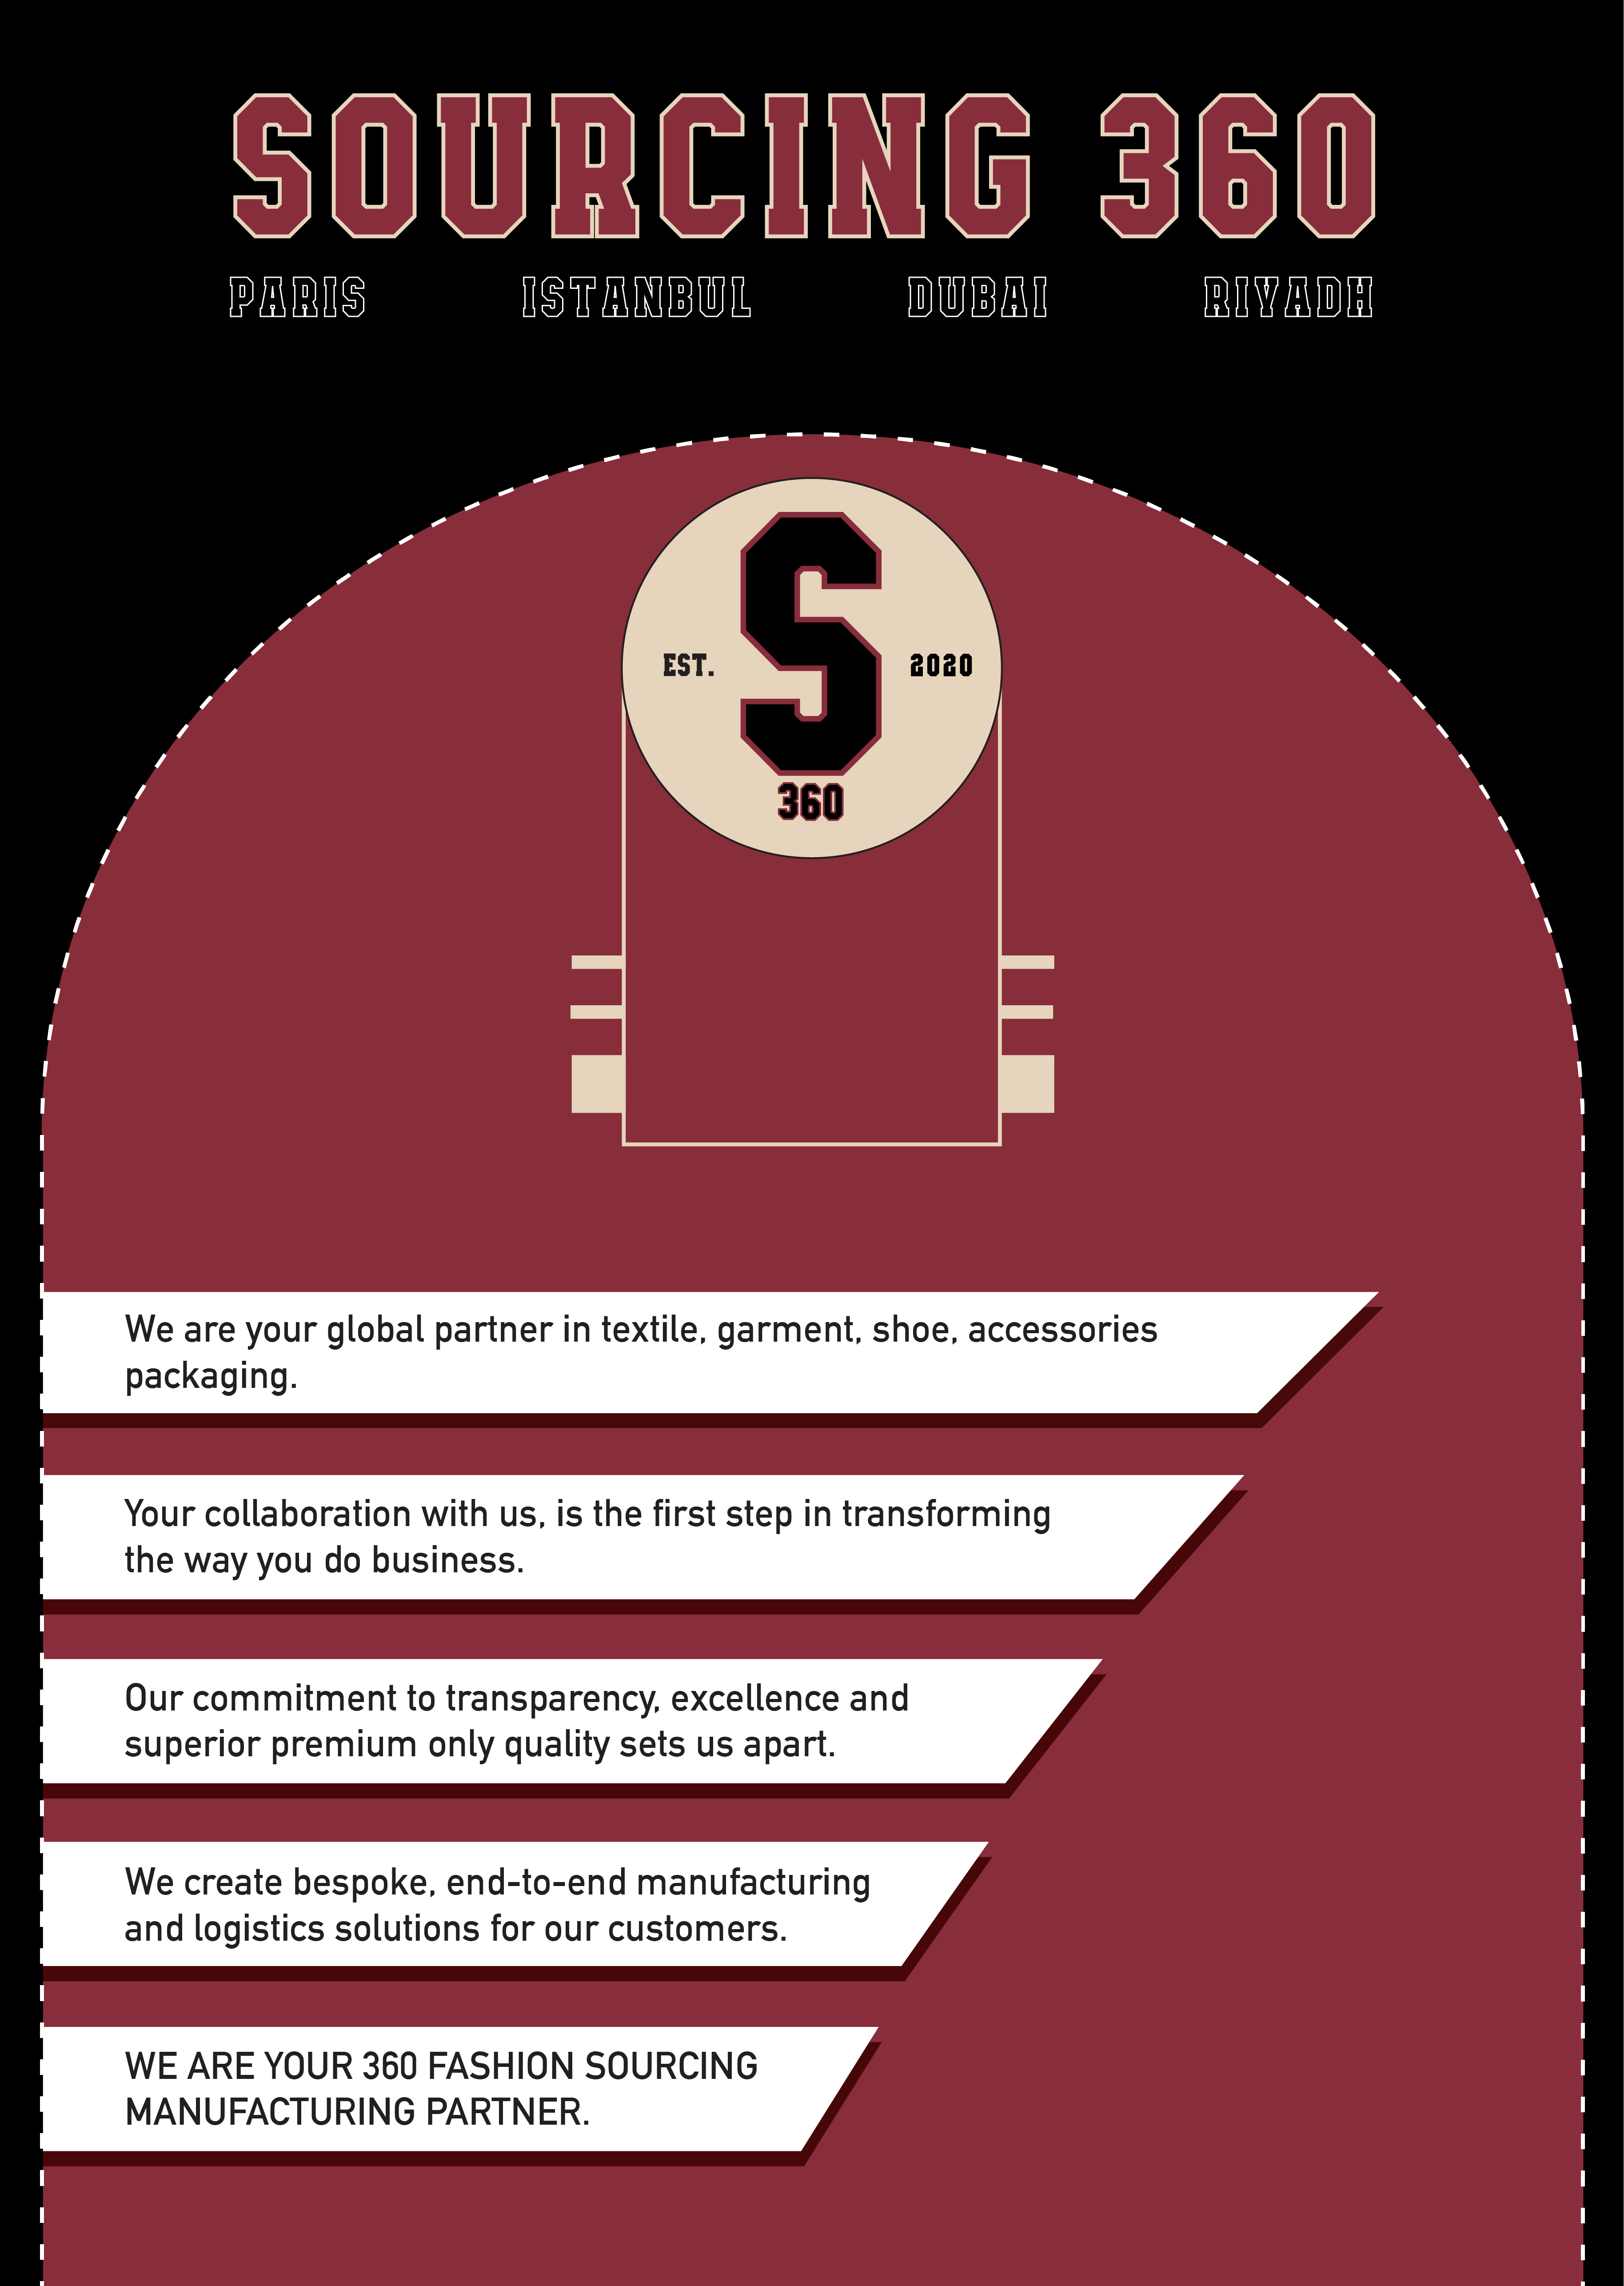 SOURCING 360
PARIS ISTANBUL DUBAI RIYADH
EST. S 2020
360
We are your global partner in textile, garment, shoe, accessories
packaging.
Your collaboration with us, is the first step in transforming
the way you do business.
Our commitment to transparency, excellence and
superior premium only quality sets us apart.
We create bespoke, end-to-end manufacturing
and logistics solutions for our customers.
WE ARE YOUR 360 FASHION SOURCING
MANUFACTURING PARTNER.